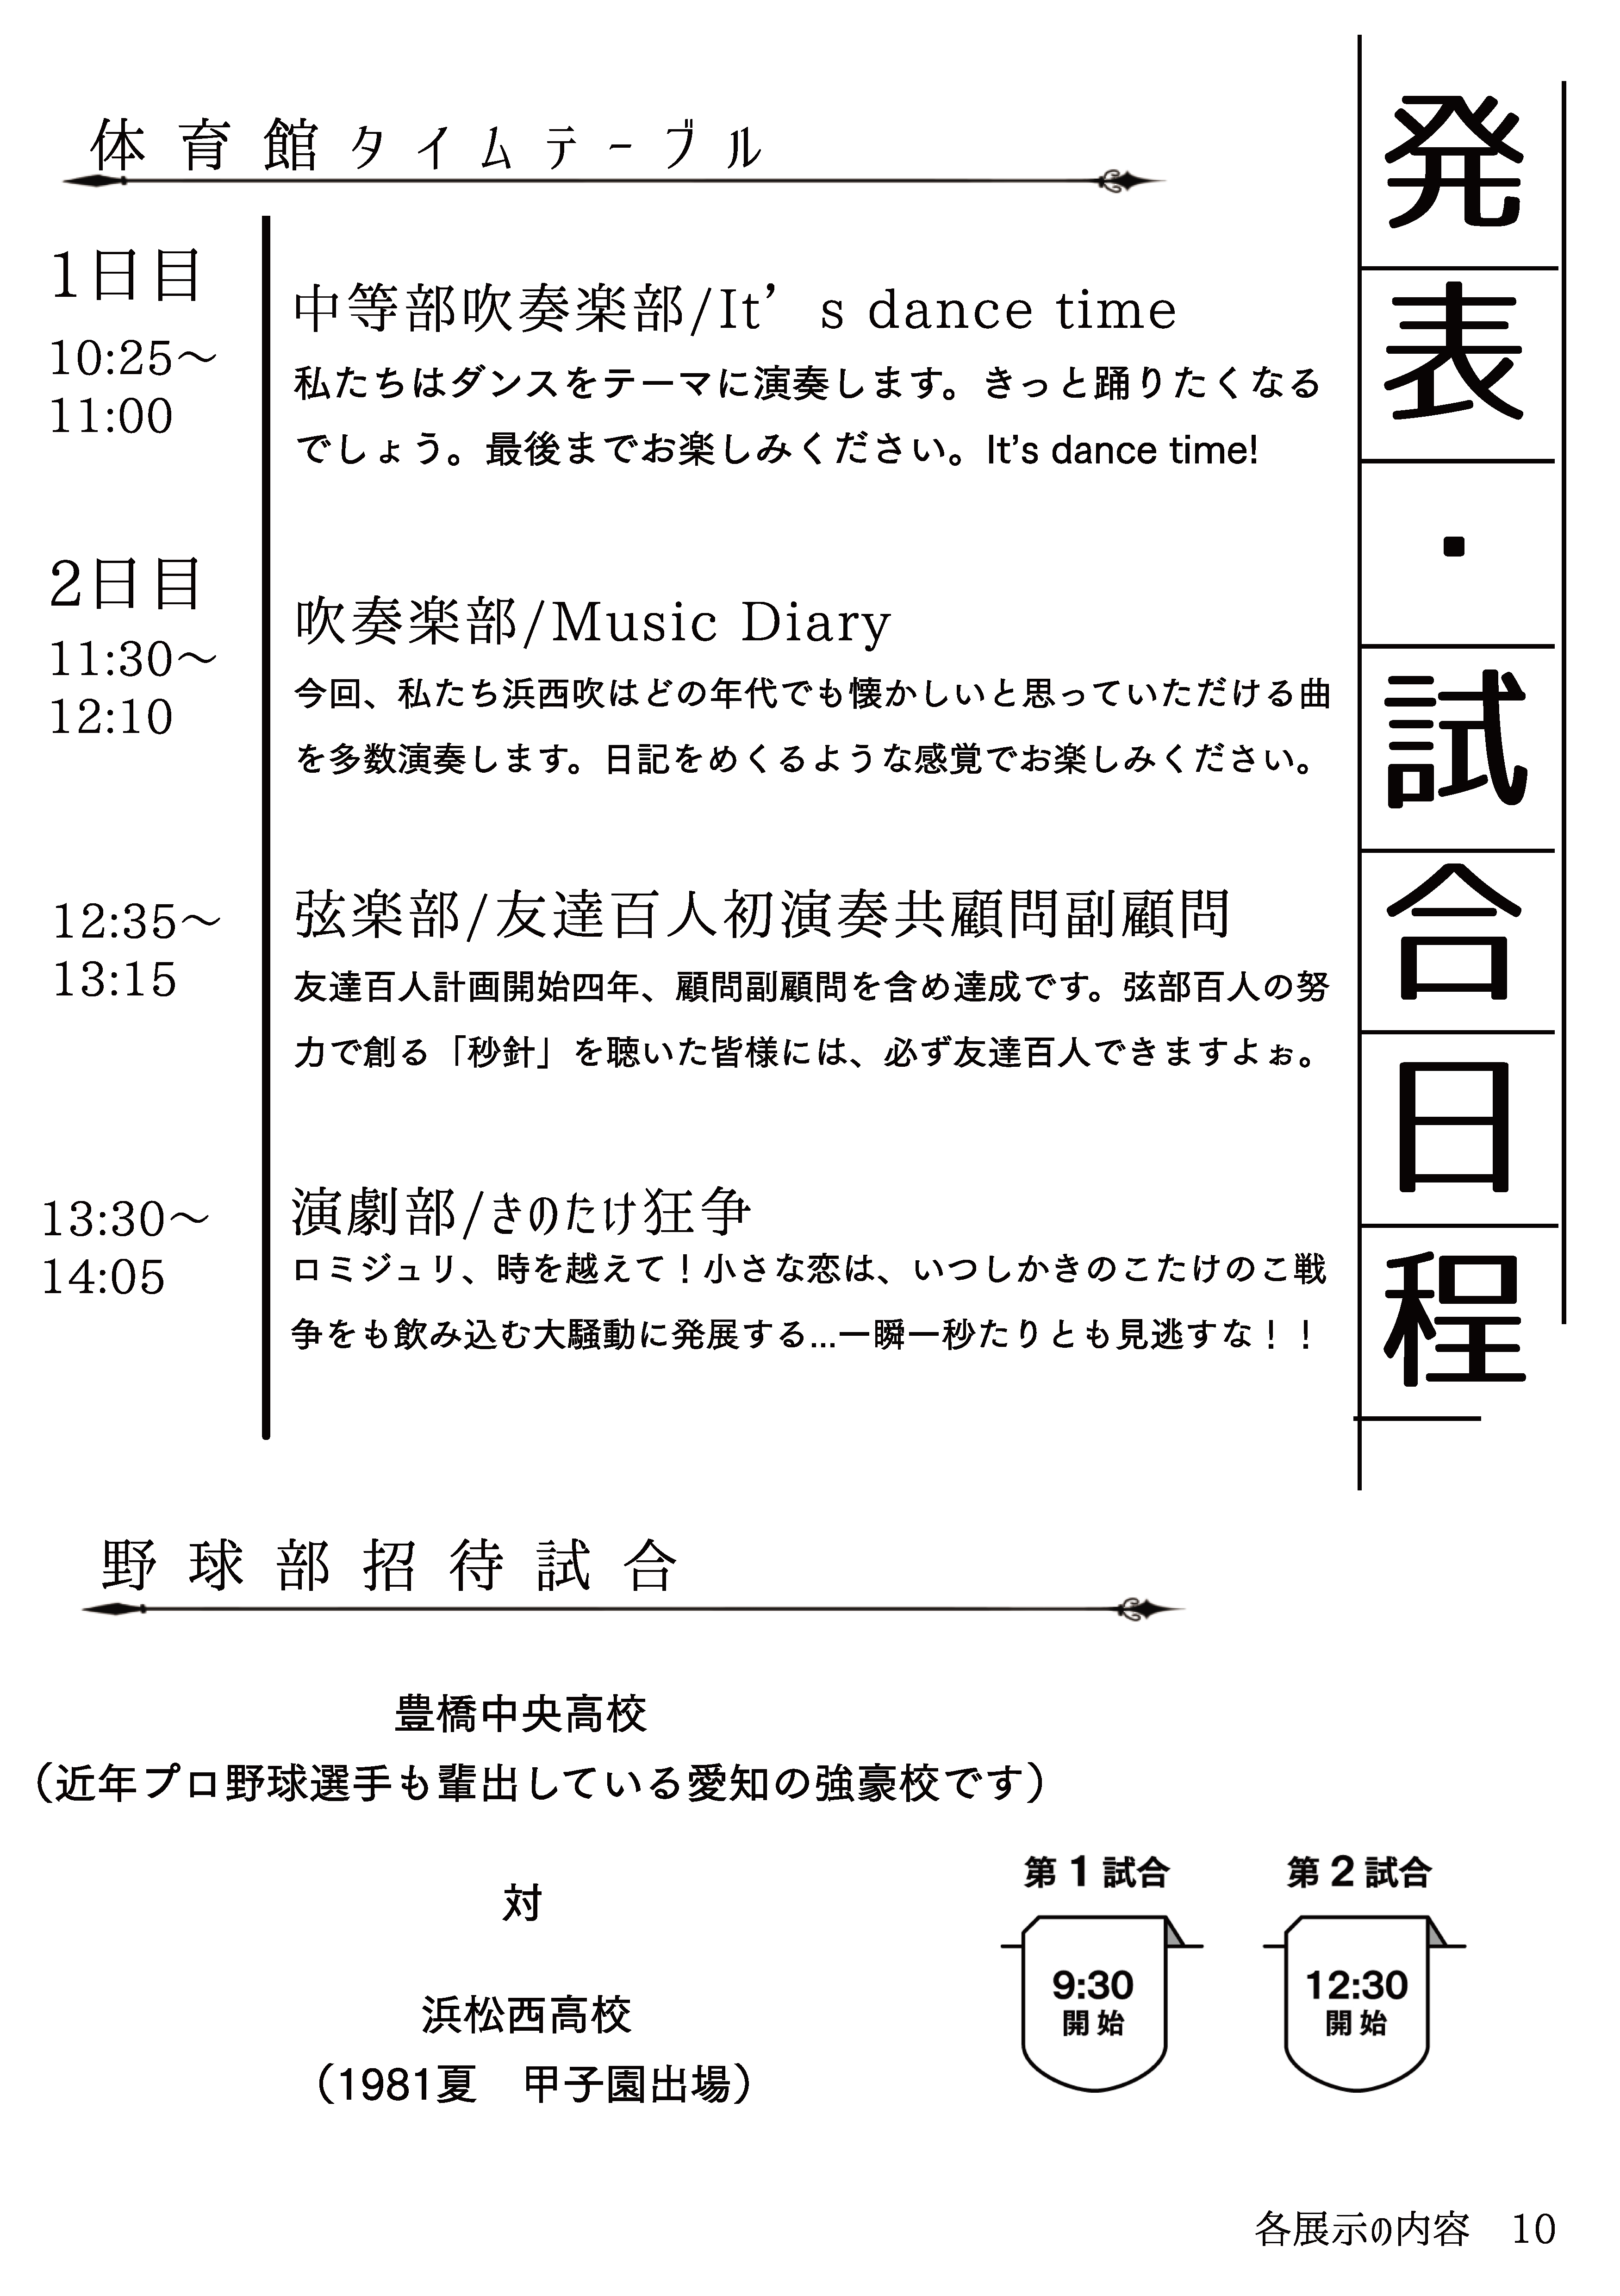 発表・試合日程
体育館タイムテーブル
1日目
10:25～
11:00
中等部吹奏楽部/It’s dance time
私たちはダンスをテーマに演奏します。きっと踊りたくなる
でしょう。最後までお楽しみください。It’s dance time!
2日目
11:30～
12:10
吹奏楽部/Music Diary
今回、私たち浜西吹はどの年代でも懐かしいと思っていただける曲
を多数演奏します。日記をめくるような感覚でお楽しみください。
12:35～
13:15
弦楽部/友達百人初演奏共顧問副顧問
友達百人計画開始四年、顧問副顧問を含め達成です。弦部百人の努
力で創る「秒針」を聴いた皆様には、必ず友達百人できますよぉ。
13:30～
14:05
演劇部/きのたけ狂争
ロミジュリ、時を越えて！小さな恋は、いつしかきのこたけのこ戦
争をも飲み込む大騒動に発展する...一瞬一秒たりとも見逃すな！！
野球部招待試合
豊橋中央高校
（近年プロ野球選手も輩出している愛知の強豪校です）
対
浜松西高校
（1981夏　甲子園出場）
第1試合
9:30
開始
第2試合
12:30
開始
各展示の内容　10